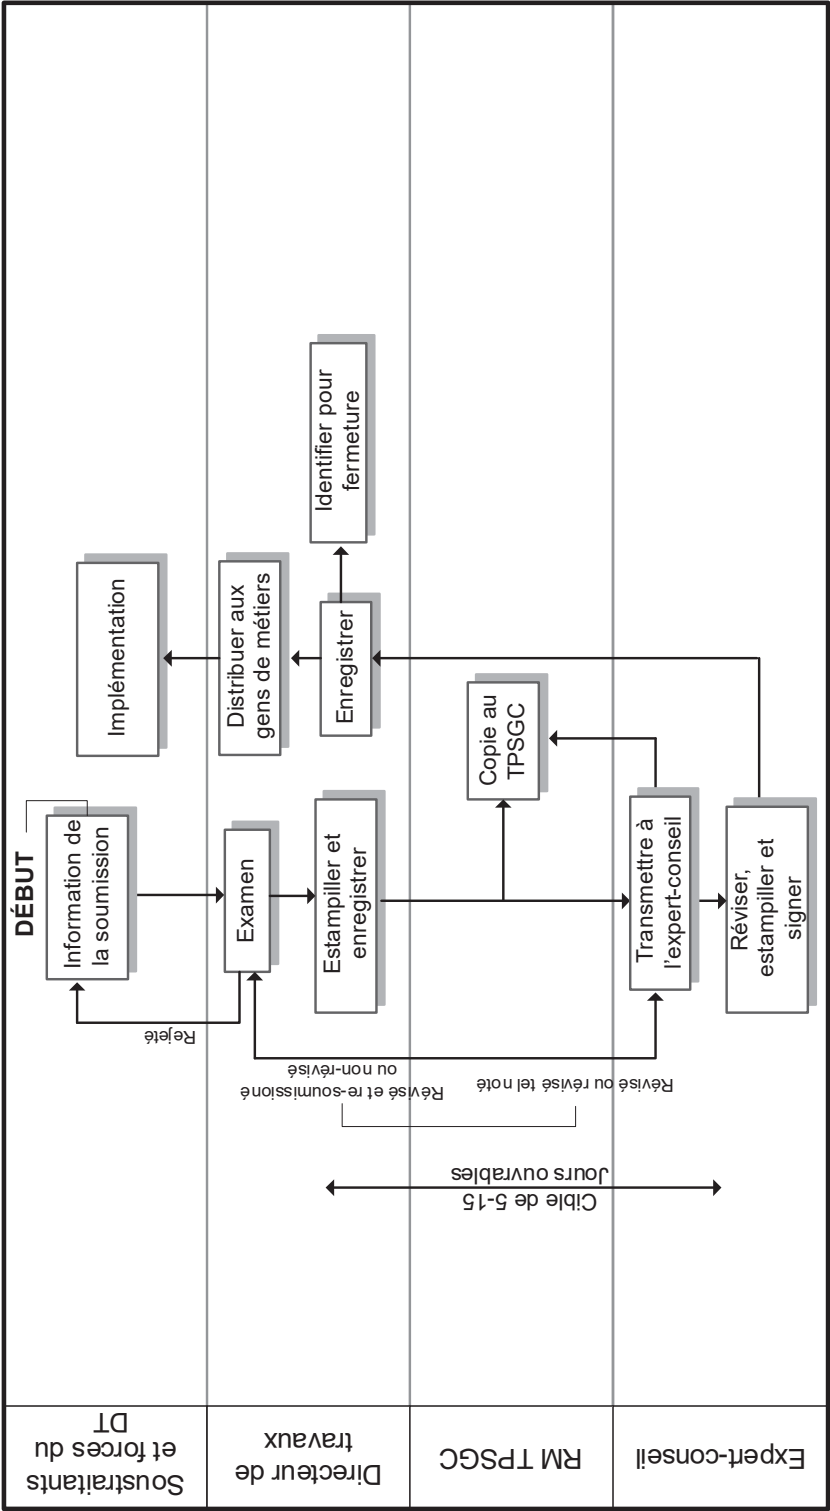 DÉBUT
Information de
la soumission
Implémentation
Rejeté
Examen
Distribuer aux
gens de métiers
Estampiller et
enregistrer
Enregistrer
Identifier pour
fermeture
Révisé et re-soumissioné
ou non-révisé
Révisé ou révisé tel noté
Copie au
TPSGC
Transmettre à
l'expert-conseil
Réviser,
estampiller et
signer
Cible de 5-15
Jours ouvrables
Soustraitants
et forces du
DT
Directeur de
travaux
RM TPSGC
Expert-conseil